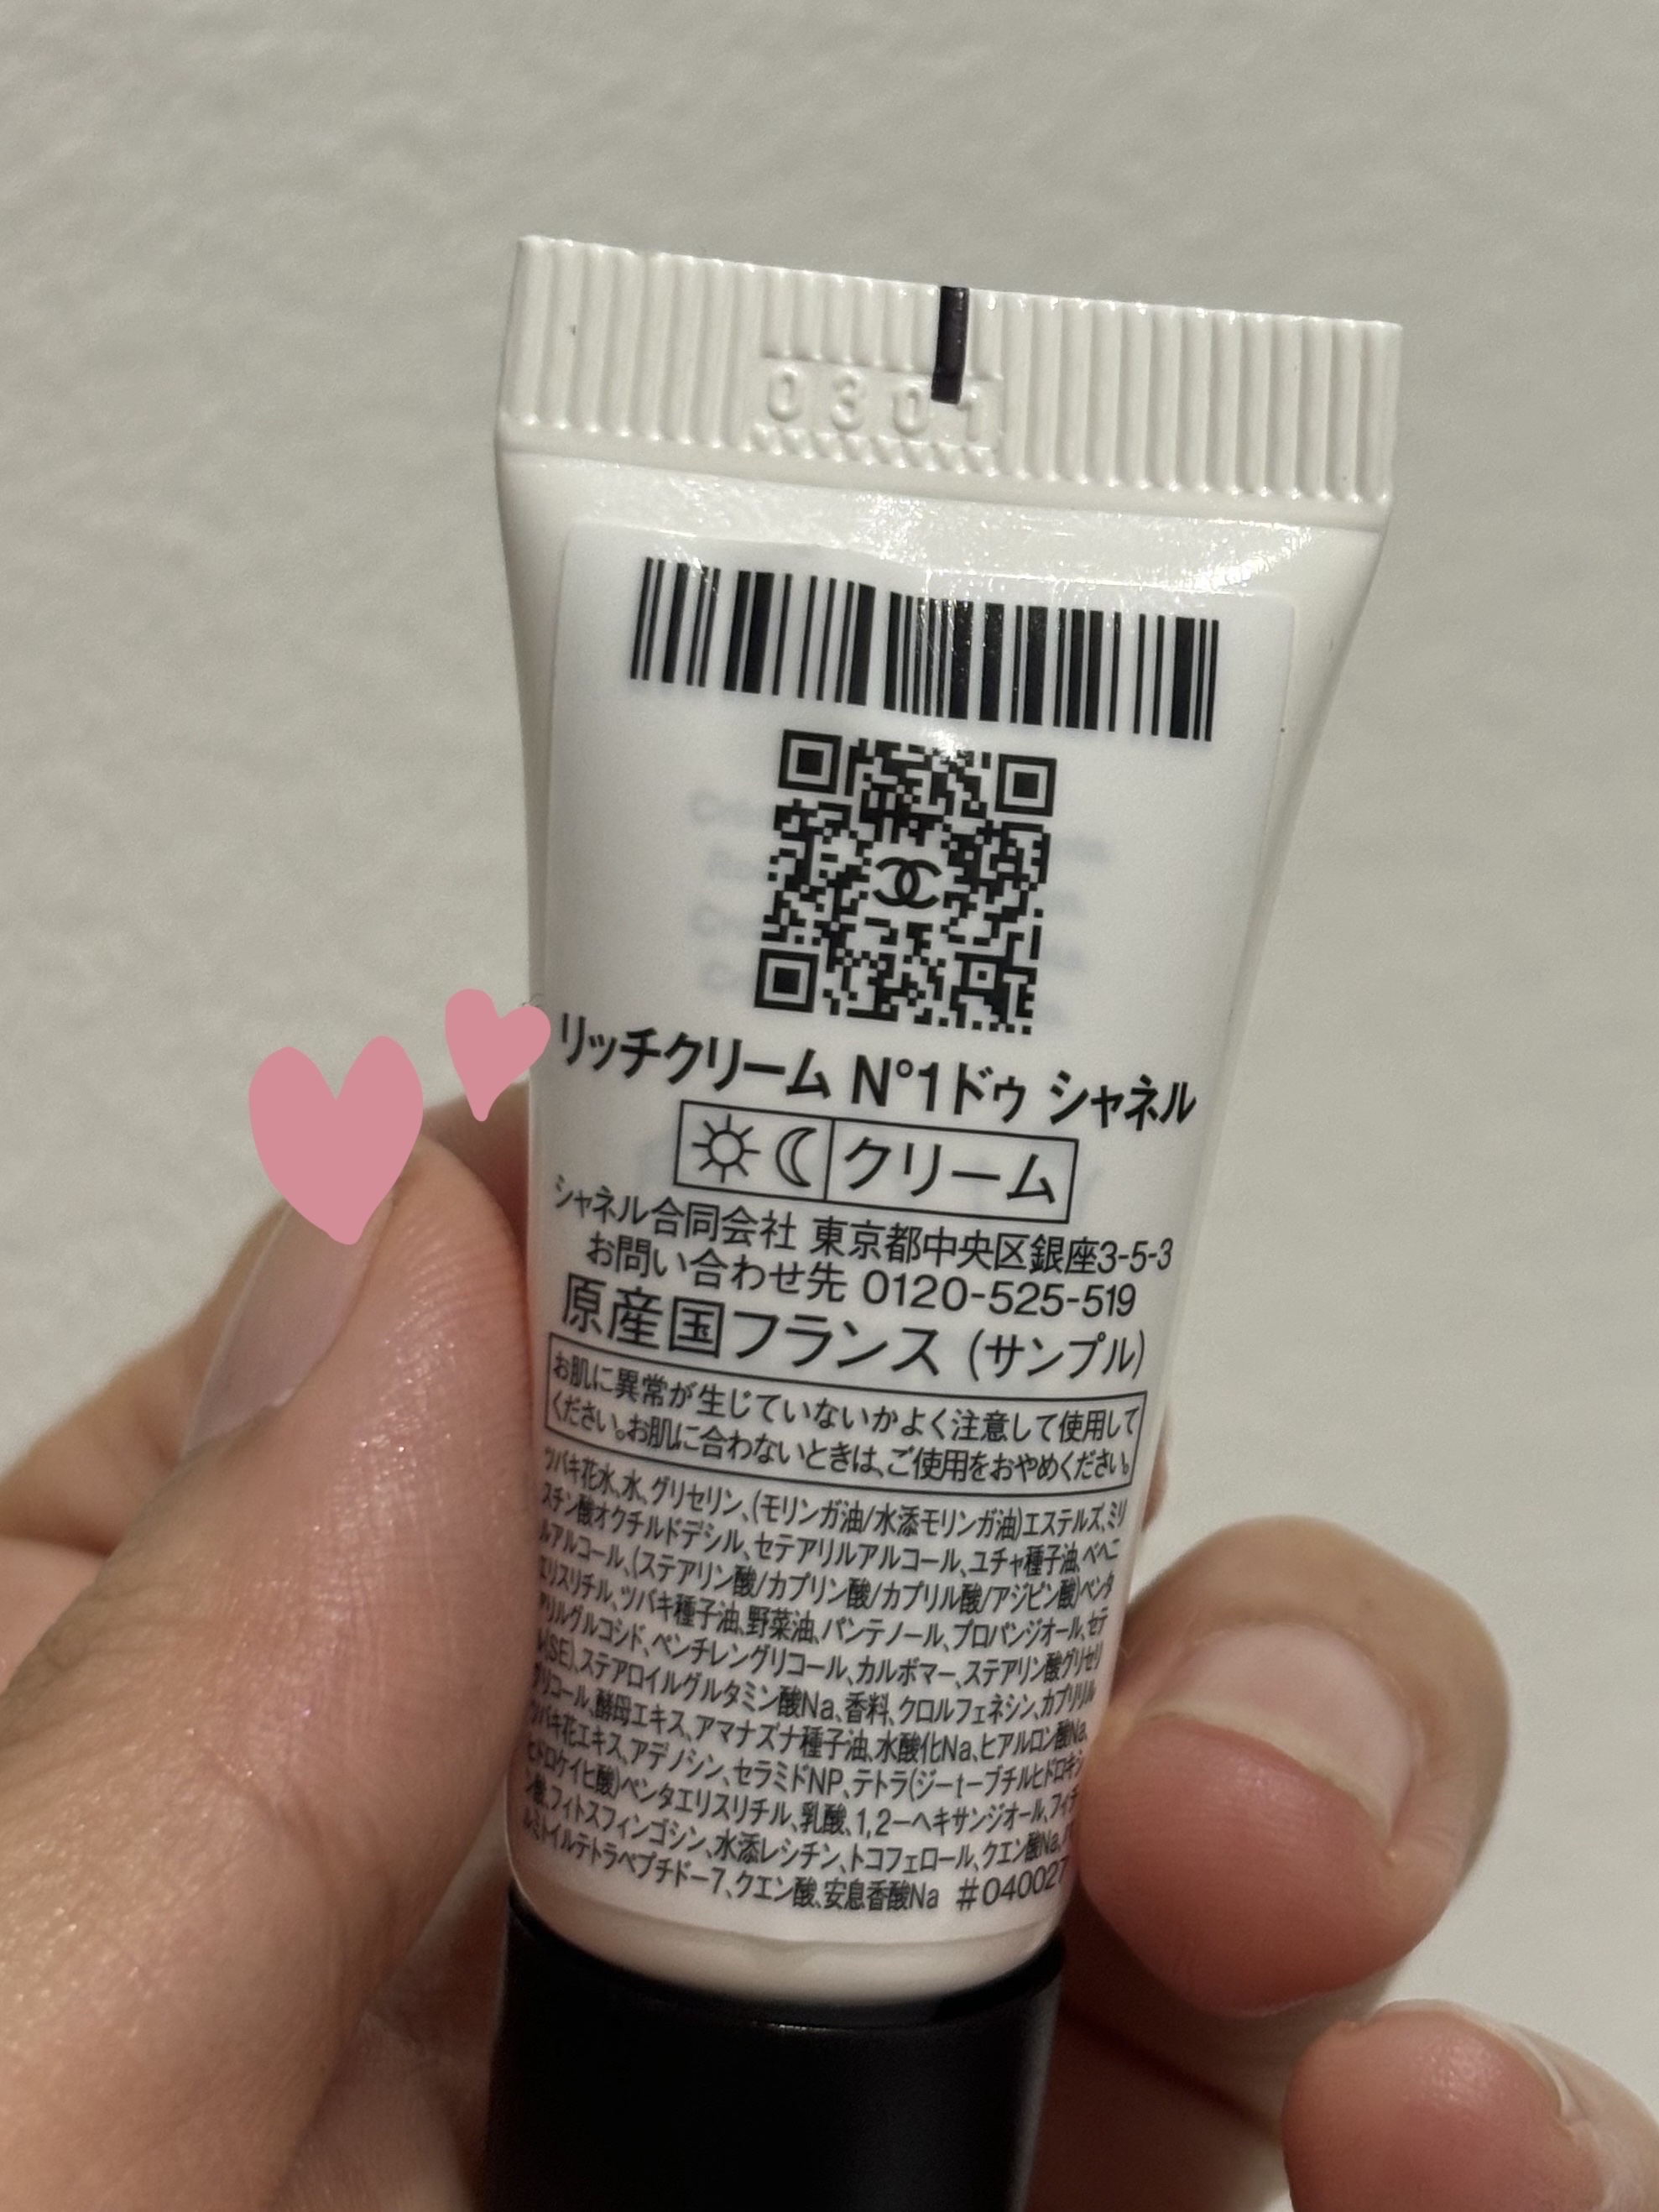 0301
リッチクリーム N°1ドゥ シャネル
クリーム
シャネル合同会社 東京都中央区銀座3-5-3
お問い合わせ先 0120-525-519
原産国フランス (サンプル)
お肌に異常が生じていないかよく注意して使用して
ください。お肌に合わないときは、ご使用をおやめください。
ツバキ花水、水、グリセリン、(モリンガ油/水添モリンガ油)エステルズ、ミリ
スチン酸オクチルドデシル、セテアリルアルコール、ユチャ種子油、ベヘニ
ルアルコール、(ステアリン酸/カプリン酸/カプリル酸/アジピン酸)ペンタ
エリスリチル、ツバキ種子油、野菜油、パンテノール、プロパンジオール、セテ
アリルグルコシド、ペンチレングリコール、カルボマー、ステアリン酸グリセリ
ル(SE)、ステアロイルグルタミン酸Na、香料、クロルフェネシン、カプリリル
グリコール、酵母エキス、アマナズナ種子油、水酸化Na、ヒアルロン酸Na、
ツバキ花エキス、アデノシン、セラミドNP、テトラ(ジ-t-ブチルヒドロキシ
ヒドロケイヒ酸)ペンタエリスリチル、乳酸、1,2-ヘキサンジオール、フィチ
ン酸、フィトスフィンゴシン、水添レシチン、トコフェロール、クエン酸Na、
ルミトイルテトラペプチド-7、クエン酸、安息香酸Na #040027